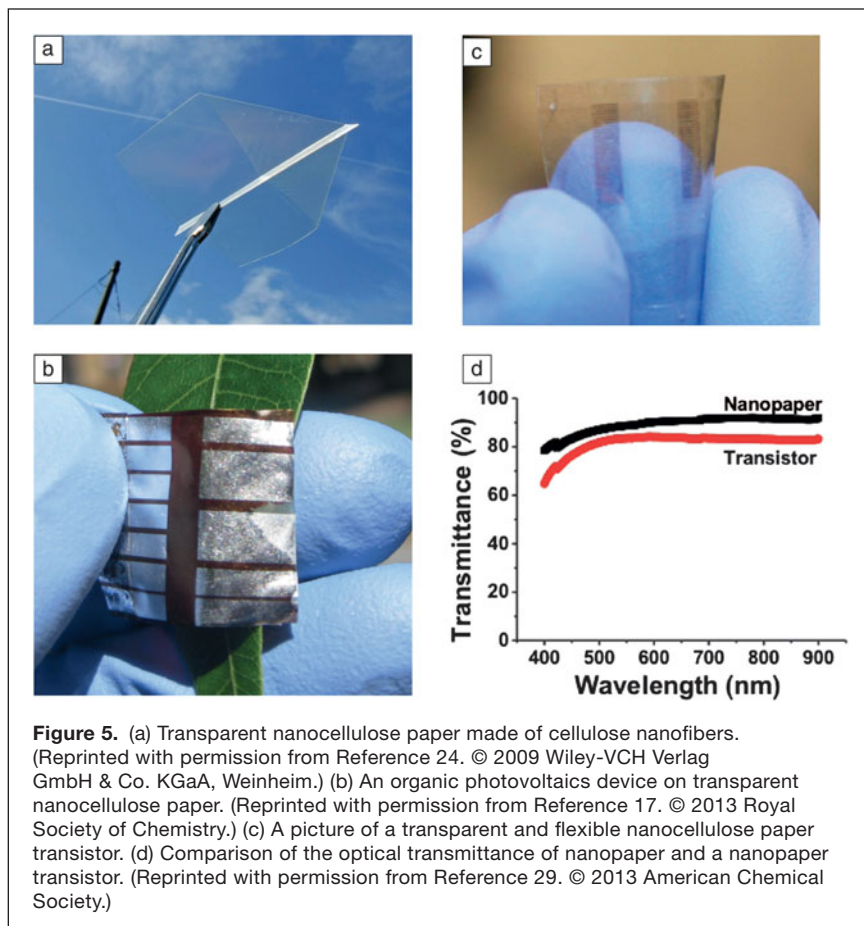 a
c
b
d
100
80
60
40
20
0
Transmittance (%)
Nanopaper
Transistor
400 500 600 700 800 900
Wavelength (nm)
Figure 5. (a) Transparent nanocellulose paper made of cellulose nanofibers.
(Reprinted with permission from Reference 24. © 2009 Wiley-VCH Verlag
GmbH & Co. KGaA, Weinheim.) (b) An organic photovoltaics device on transparent
nanocellulose paper. (Reprinted with permission from Reference 17. © 2013 Royal
Society of Chemistry.) (c) A picture of a transparent and flexible nanocellulose paper
transistor. (d) Comparison of the optical transmittance of nanopaper and a nanopaper
transistor. (Reprinted with permission from Reference 29. © 2013 American Chemical
Society.)